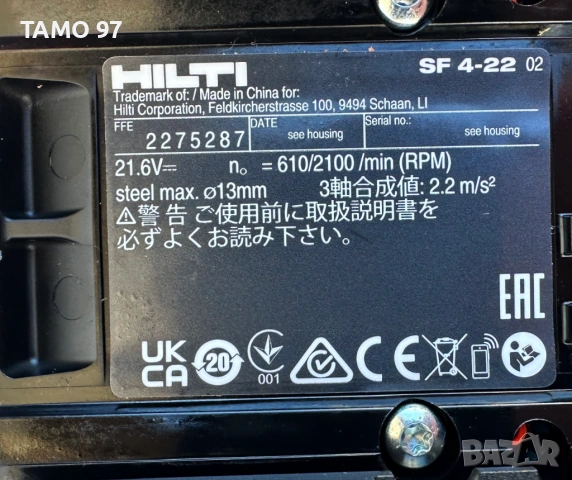 TAMO 97
HILTI
SF 4-22 02
Trademark of: / Made in China for:
Hilti Corporation, Feldkircherstrasse 100, 9494 Schaan, LI
FFE 2275287 DATE see housing Serial no.: see housing
21.6V⎓ n₀ = 610/2100 /min (RPM)
steel max. ø13mm 3軸合成値: 2.2 m/s²
⚠警告 ご使用前に取扱説明書を
必ずよくお読み下さい。
EAC
UK
CA
20
001
CE
BAZAR